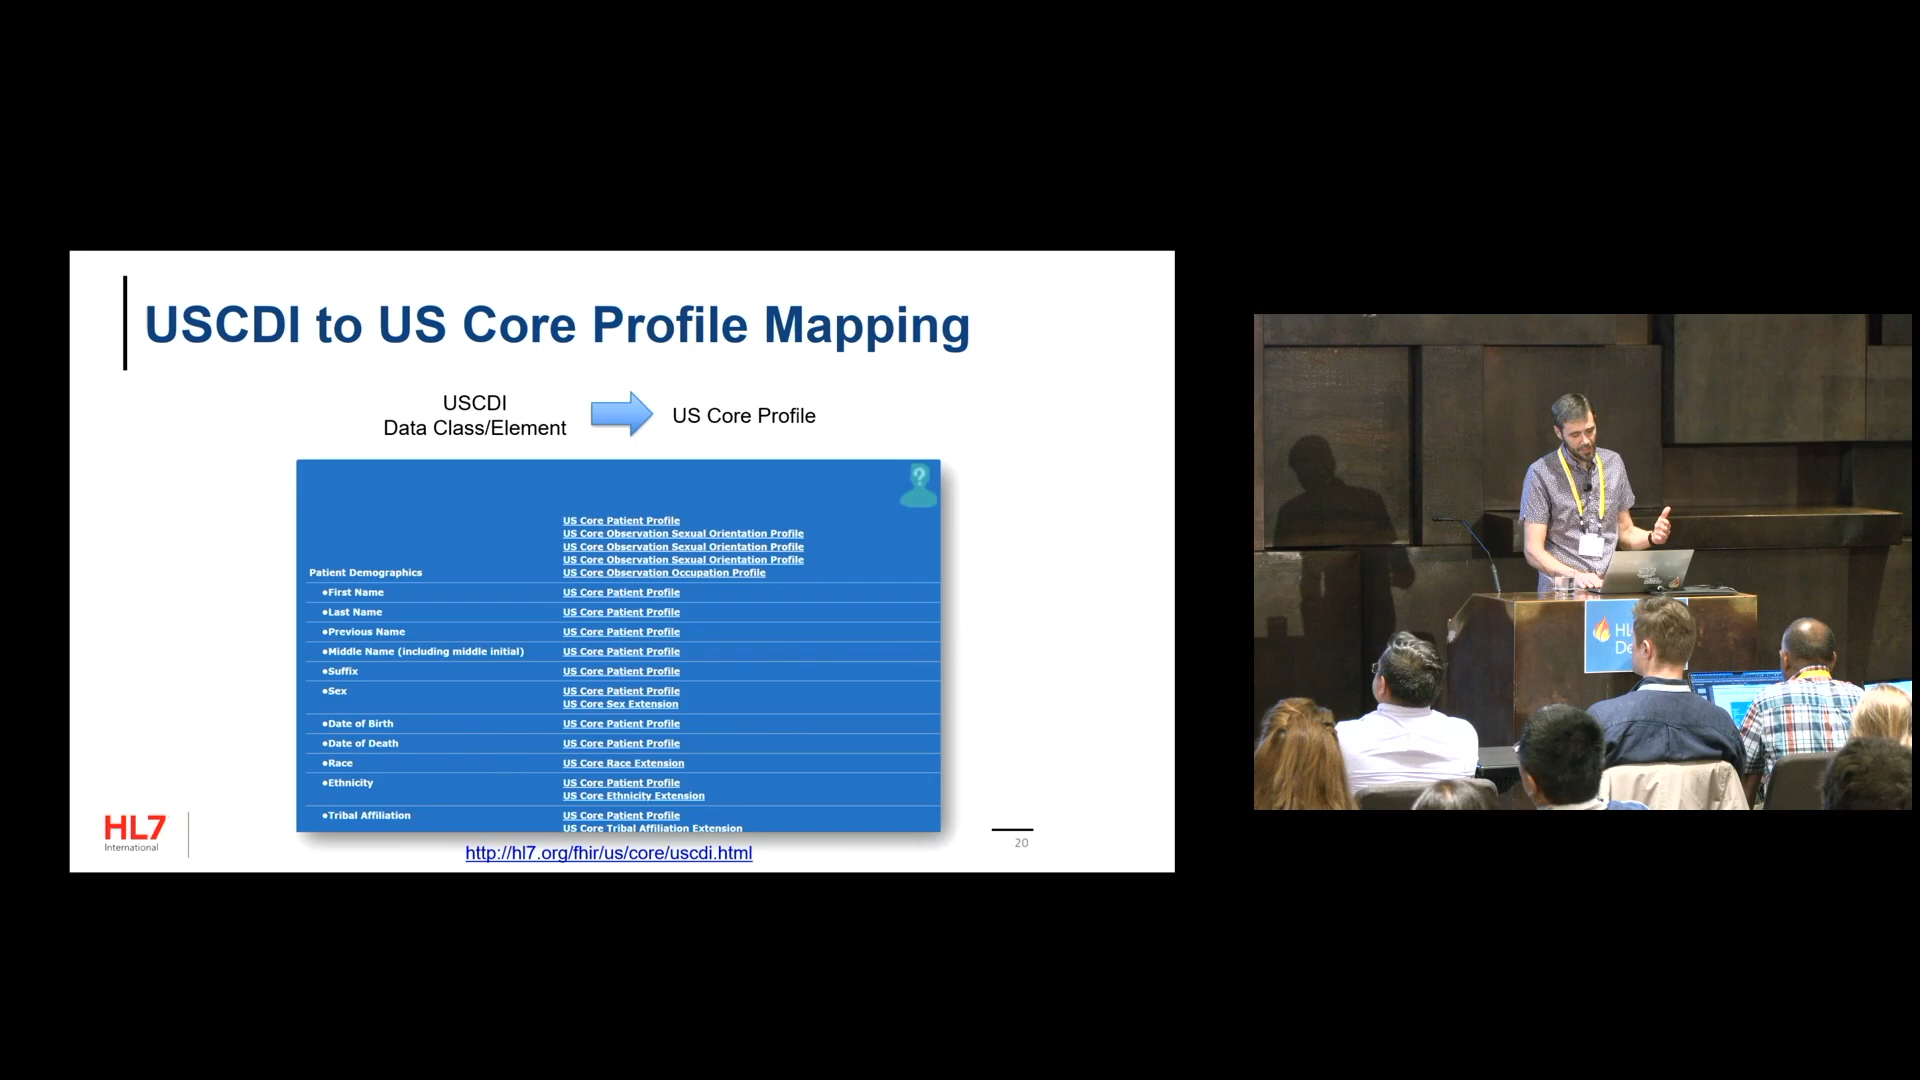 USCDI to US Core Profile Mapping
USCDI
Data Class/Element
US Core Profile
?
US Core Patient Profile
US Core Observation Sexual Orientation Profile
US Core Observation Sexual Orientation Profile
US Core Observation Sexual Orientation Profile
Patient Demographics US Core Observation Occupation Profile
•First Name US Core Patient Profile
•Last Name US Core Patient Profile
•Previous Name US Core Patient Profile
•Middle Name (including middle initial) US Core Patient Profile
•Suffix US Core Patient Profile
•Sex US Core Patient Profile
US Core Sex Extension
•Date of Birth US Core Patient Profile
•Date of Death US Core Patient Profile
•Race US Core Race Extension
•Ethnicity US Core Patient Profile
US Core Ethnicity Extension
•Tribal Affiliation US Core Patient Profile
US Core Tribal Affiliation Extension
HL7
International
http://hl7.org/fhir/us/core/uscdi.html
20
HL
De